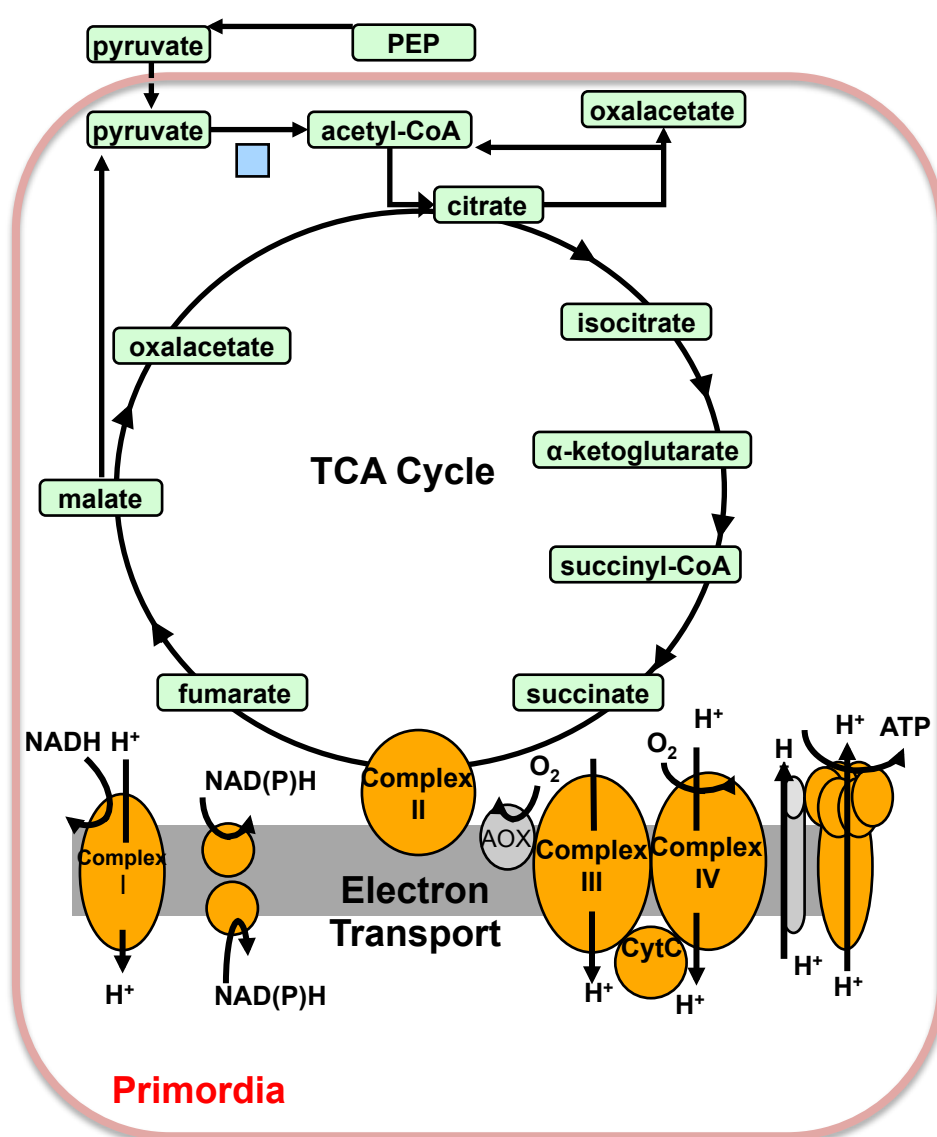 pyruvate
PEP
pyruvate
acetyl-CoA
oxalacetate
citrate
isocitrate
oxalacetate
α-ketoglutarate
TCA Cycle
malate
succinyl-CoA
fumarate
succinate
NADH H⁺
NAD(P)H
Complex
II
O₂
O₂
H⁺
H
H⁺
ATP
Complex
I
AOX
Complex
III
Complex
IV
Electron
Transport
CytC
H⁺
NAD(P)H
H⁺
H⁺
H⁺
H⁺
Primordia